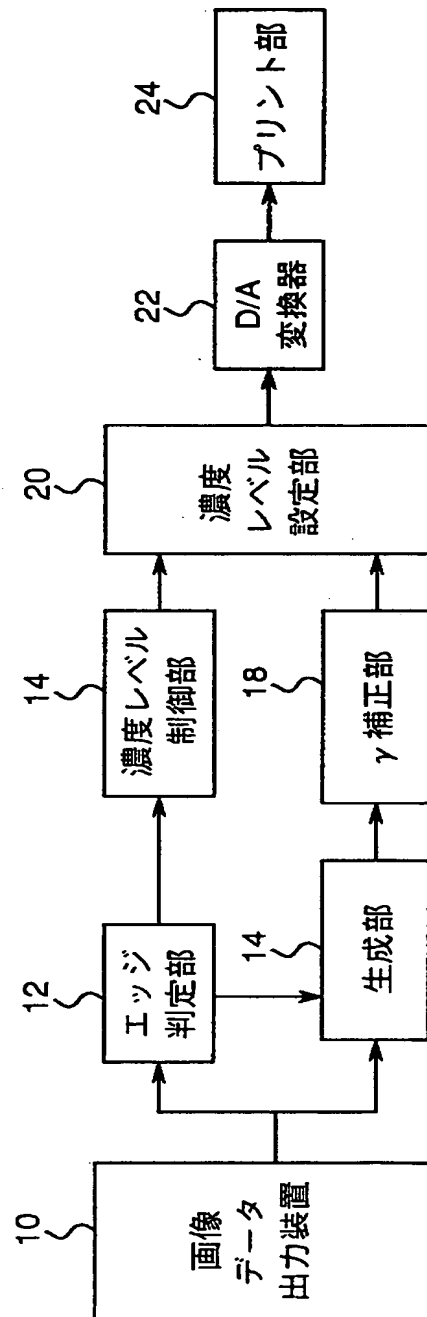 10
画像
データ
出力装置
12
エッジ
判定部
14
濃度レベル
制御部
14
生成部
18
γ補正部
20
濃度
レベル
設定部
22
D/A
変換器
24
プリント部